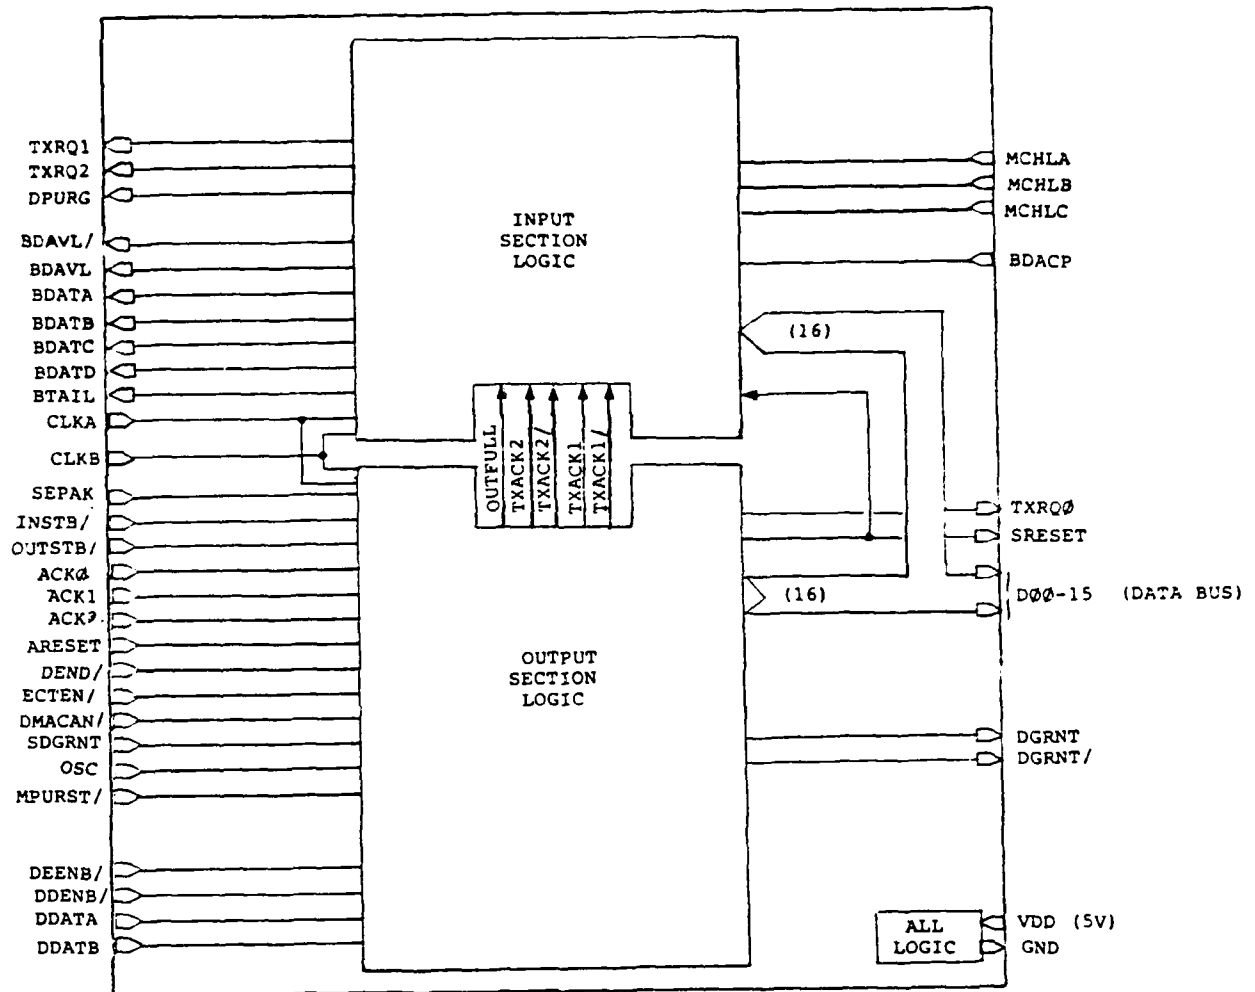 TXRQ1
TXRQ2
DPURG
BDAVL/
BDAVL
BDATA
BDATB
BDATC
BDATD
BTAIL
CLKA
CLKB
SEPAK
INSTB/
OUTSTB/
ACKØ
ACK1
ARESET
DEND/
ECTEN/
DMACAN/
SDGRNT
OSC
MPURST/
DEENB/
DDENB/
DDATA
DDATB
INPUT
SECTION
LOGIC
OUTFULL
TXACK2
TXACK2/
TXACK1
TXACK1/
OUTPUT
SECTION
LOGIC
(16)
(16)
MCHLA
MCHLB
MCHLC
BDACP
TXRQØ
SRESET
DØØ-15 (DATA BUS)
DGRNT
DGRNT/
ALL
LOGIC
VDD (5V)
GND